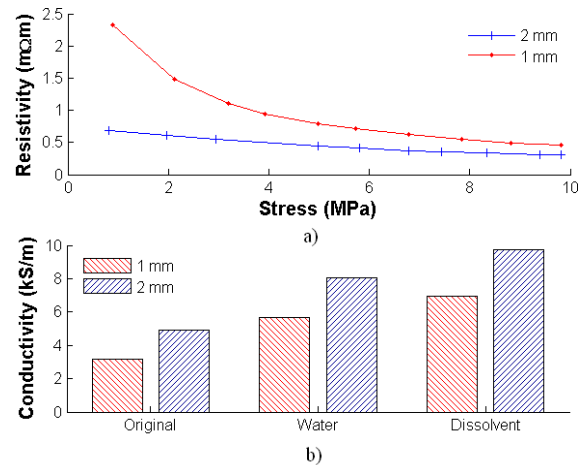 2.5
2
1.5
1
0.5
0
Resistivity (mΩm)
2 mm
1 mm
0 2 4 6 8 10
Stress (MPa)
a)
10
8
6
4
2
0
Conductivity (kS/m)
1 mm
2 mm
Original Water Dissolvent
b)